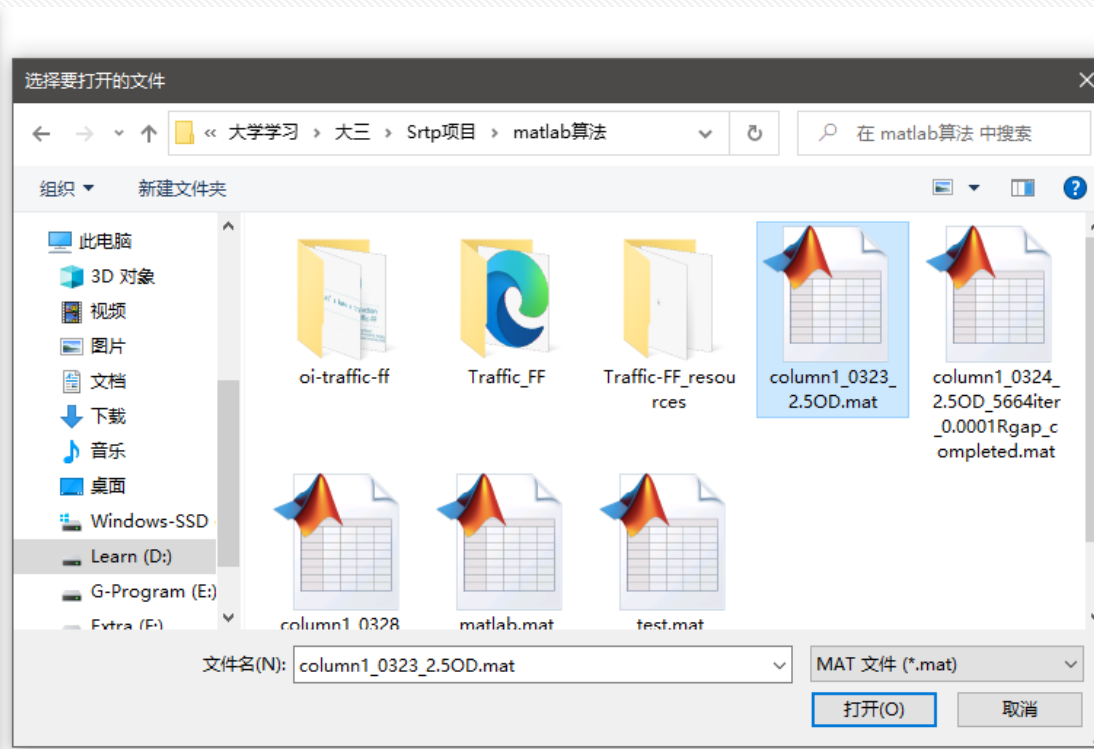 选择要打开的文件
« 大学学习 › 大三 › Srtp项目 › matlab算法
在 matlab算法 中搜索
组织
新建文件夹
此电脑
3D 对象
视频
图片
文档
下载
音乐
桌面
Windows-SSD
Learn (D:)
G-Program (E:)
Extra (F:)
oi-traffic-ff
Traffic_FF
Traffic-FF_resou
rces
column1_0323_
2.5OD.mat
column1_0324_
2.5OD_5664iter
_0.0001Rgap_c
ompleted.mat
column1_0328
matlab.mat
test.mat
文件名(N):
column1_0323_2.5OD.mat
MAT 文件 (*.mat)
打开(O)
取消